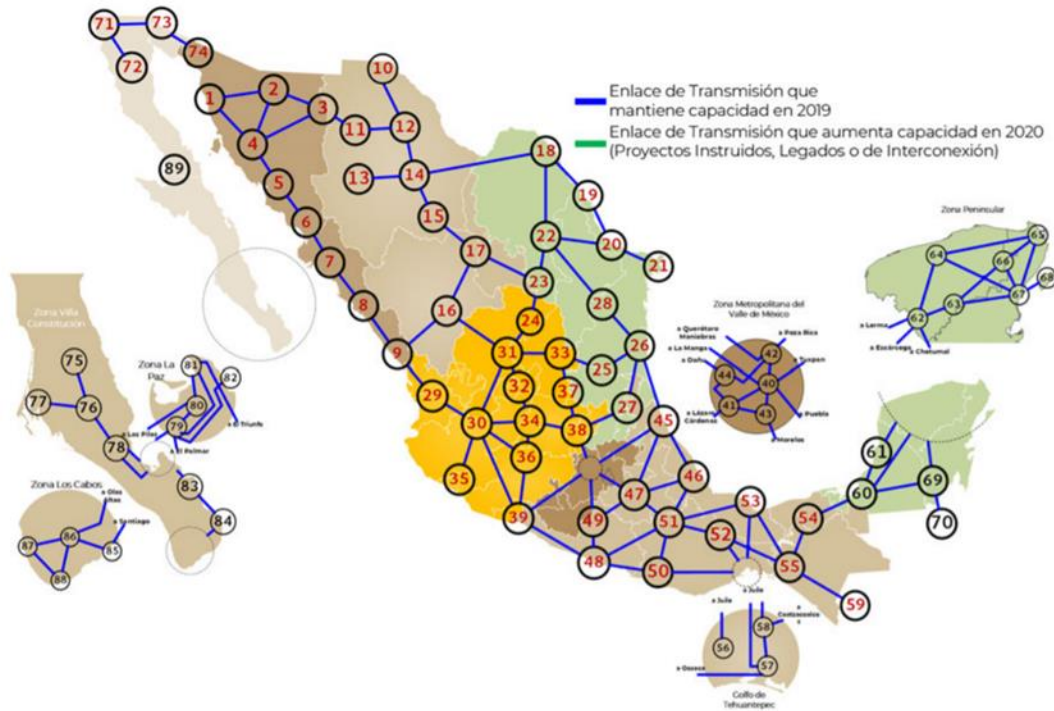 71
73
72
74
1
2
3
4
5
6
7
8
9
10
11
12
13
14
15
16
17
18
19
20
21
22
23
24
25
26
27
28
29
30
31
32
33
34
35
36
37
38
39
45
46
47
48
49
50
51
52
53
54
55
59
60
61
69
70
89
Enlace de Transmisión que
mantiene capacidad en 2019
Enlace de Transmisión que aumenta capacidad en 2020
(Proyectos Instruidos, Legados o de Interconexión)
Zona Peninsular
64
65
66
67
68
62
63
a Lerma
a Escárcega
a Chetumal
Zona Metropolitana del
Valle de México
a Querétaro
Maniobras
a La Manga
a Dañu
a Poza Rica
a Tuxpan
a Lázaro
Cárdenas
a Puebla
a Morelos
42
44
40
41
43
Zona Villa
Constitución
75
77
76
78
83
84
Zona La
Paz
81
82
80
79
a Los Pilas
a El Palmar
a El Triunfo
Zona Los Cabos
a Olas
Altas
a Santiago
86
87
85
88
a Juile
a Juile
58
56
57
a Oaxaca
Golfo de
Tehuantepec